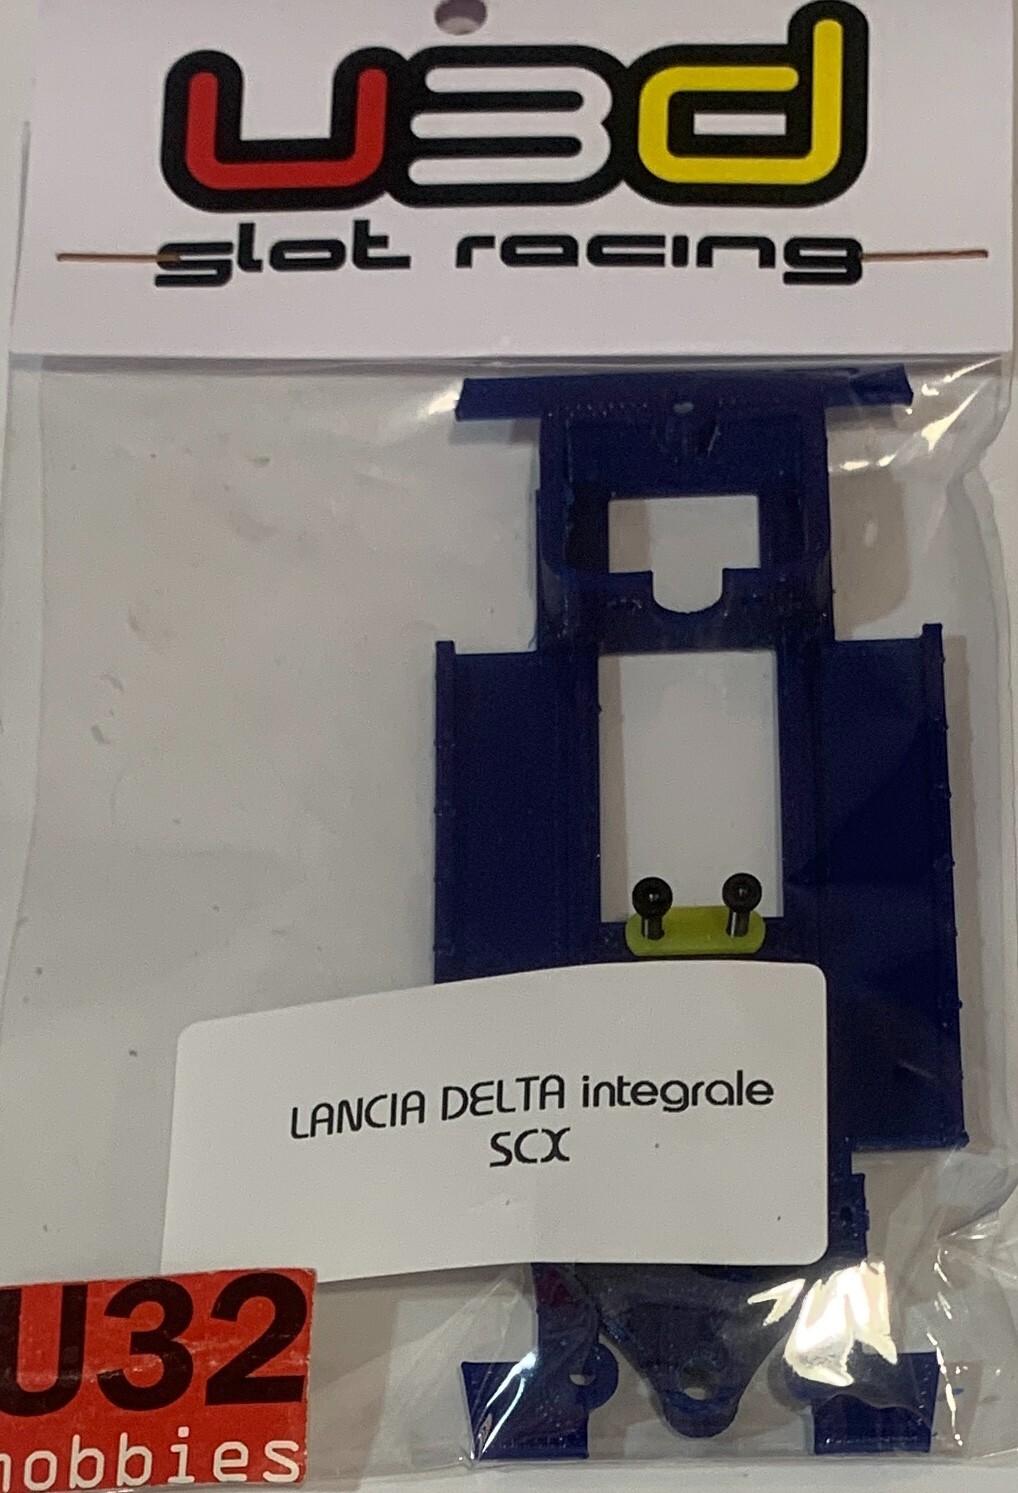 u3d
slot racing
LANCIA DELTA integrale
SCX
U32
hobbies